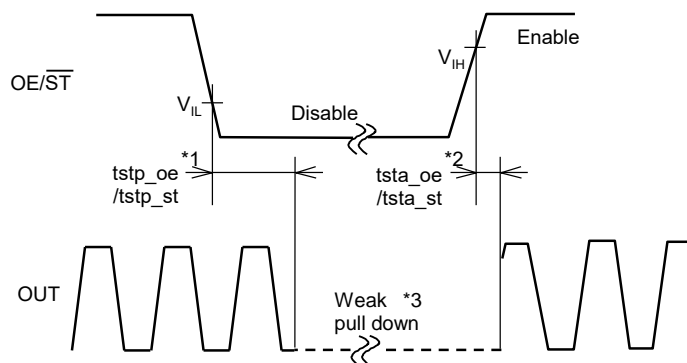 Enable
OE/ST
VIH
VIL
Disable
*1
*2
tstp_oe
/tstp_st
tsta_oe
/tsta_st
OUT
Weak *3
pull down